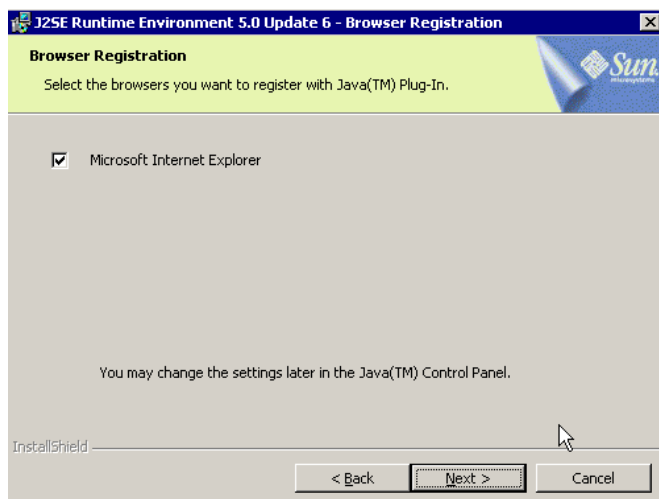 J2SE Runtime Environment 5.0 Update 6 - Browser Registration
Browser Registration
Select the browsers you want to register with Java(TM) Plug-In.
Sun
microsystems
Microsoft Internet Explorer
You may change the settings later in the Java(TM) Control Panel.
InstallShield
< Back
Next >
Cancel